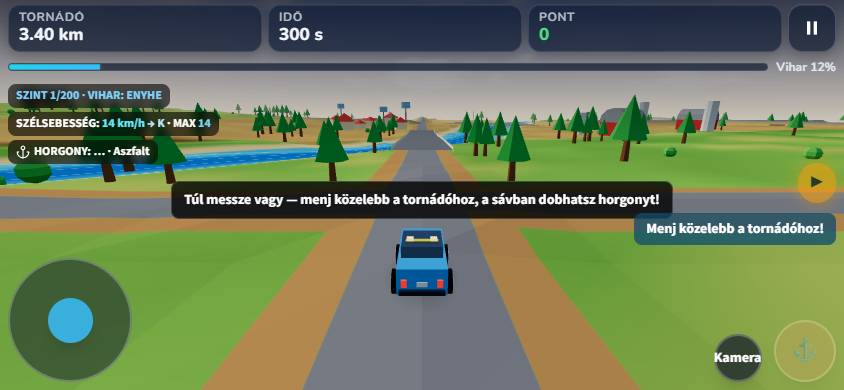 TORNÁDÓ
3.40 km
IDŐ
300 s
PONT
0
Vihar 12%
SZINT 1/200 · VIHAR: ENYHE
SZÉLSEBESSÉG: 14 km/h → K · MAX 14
HORGONY: ... · Aszfalt
Túl messze vagy — menj közelebb a tornádóhoz, a sávban dobhatsz horgonyt!
Menj közelebb a tornádóhoz!
Kamera